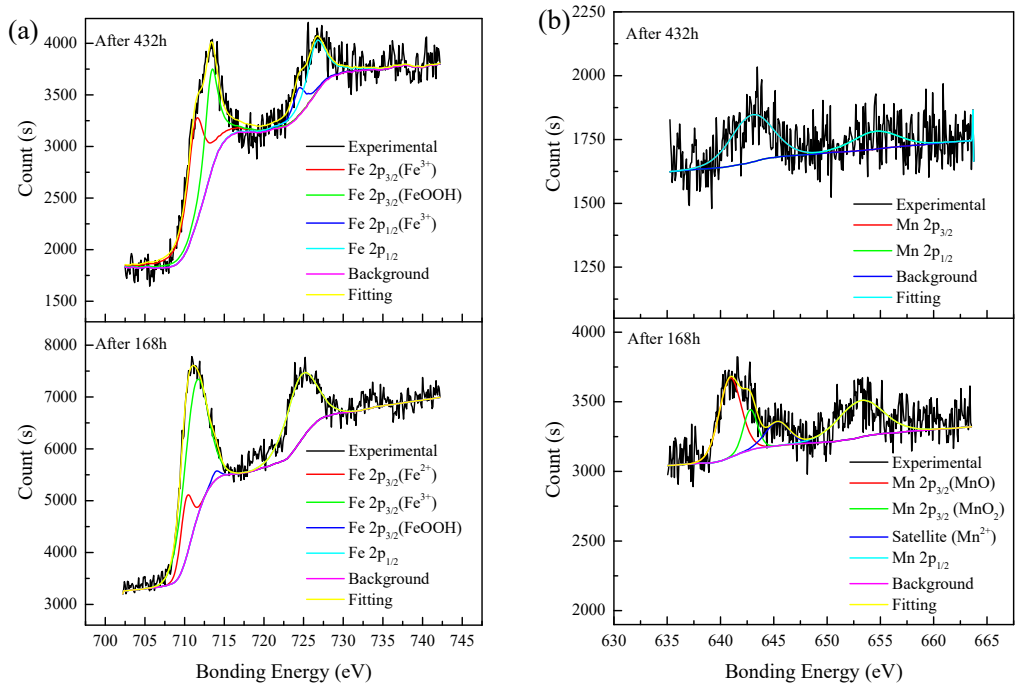 (a)
After 432h
4000
3500
3000
2500
2000
1500
Count (s)
Experimental
Fe 2p3/2(Fe3+)
Fe 2p3/2(FeOOH)
Fe 2p1/2(Fe3+)
Fe 2p1/2
Background
Fitting
After 168h
8000
7000
6000
5000
4000
3000
Count (s)
Experimental
Fe 2p3/2(Fe2+)
Fe 2p3/2(Fe3+)
Fe 2p3/2(FeOOH)
Fe 2p1/2
Background
Fitting
700 705 710 715 720 725 730 735 740 745
Bonding Energy (eV)
(b)
After 432h
2250
2000
1750
1500
1250
Count (s)
Experimental
Mn 2p3/2
Mn 2p1/2
Background
Fitting
After 168h
4000
3500
3000
2500
2000
Count (s)
Experimental
Mn 2p3/2(MnO)
Mn 2p3/2 (MnO2)
Satellite (Mn2+)
Mn 2p1/2
Background
Fitting
630 635 640 645 650 655 660 665
Bonding Energy (eV)